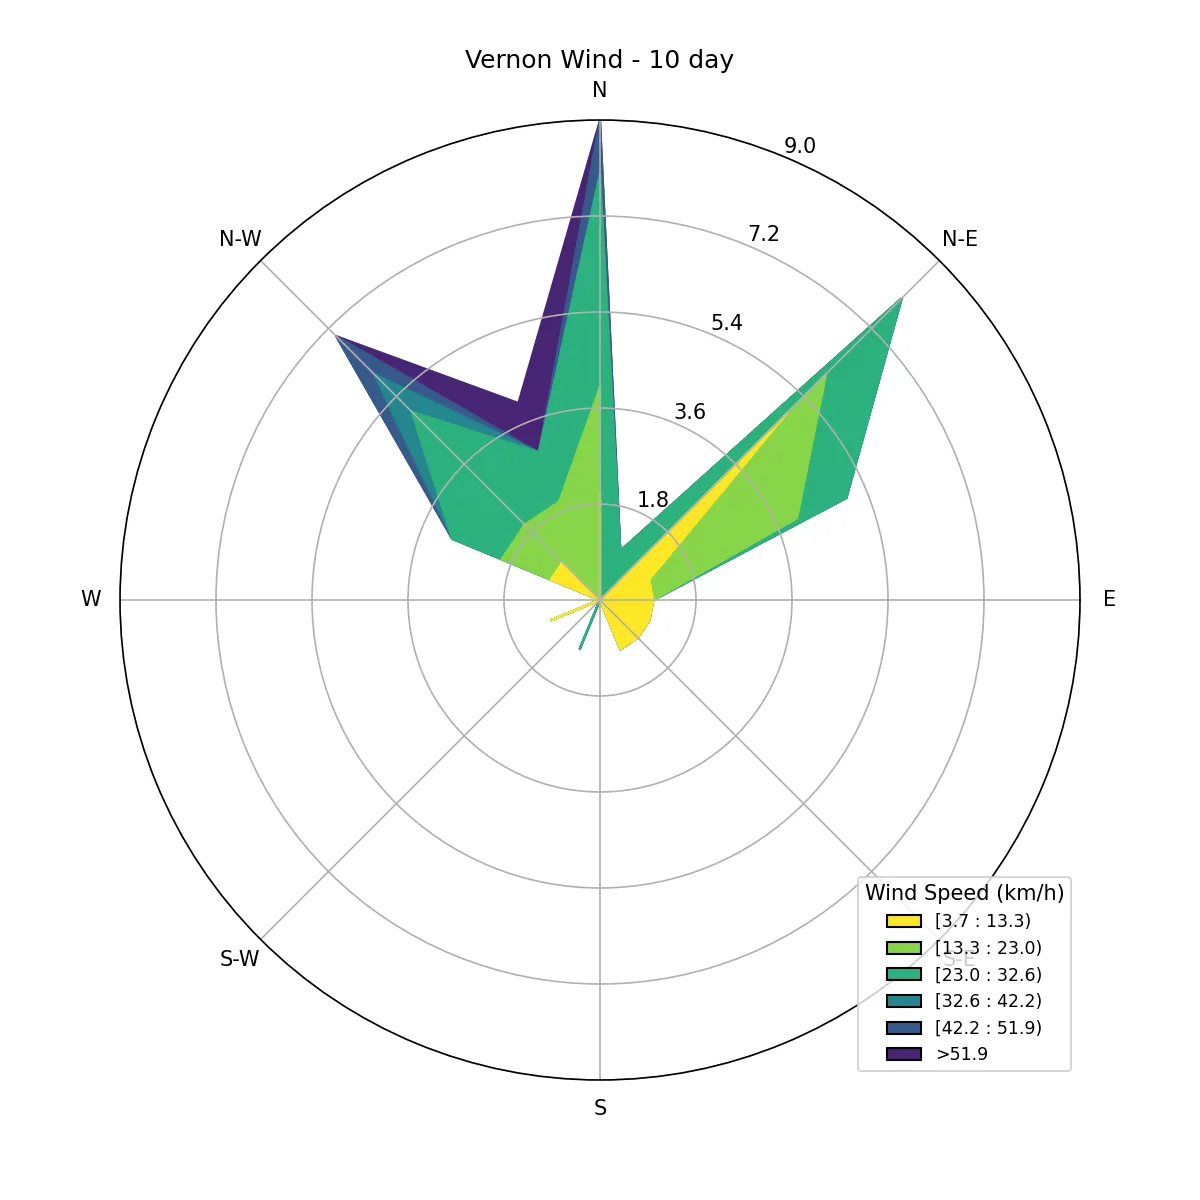 Vernon Wind - 10 day
N
9.0
N-W
7.2
N-E
5.4
3.6
1.8
W
E
Wind Speed (km/h)
[3.7 : 13.3)
[13.3 : 23.0)
S-W
S-E
[23.0 : 32.6)
[32.6 : 42.2)
[42.2 : 51.9)
>51.9
S